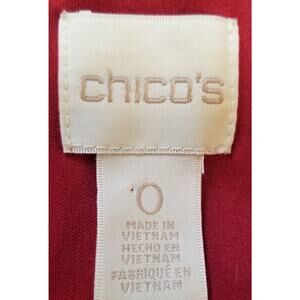 chico's
0
MADE IN
VIETNAM
HECHO EN
VIETNAM
FABRIQUÉ EN
VIETNAM